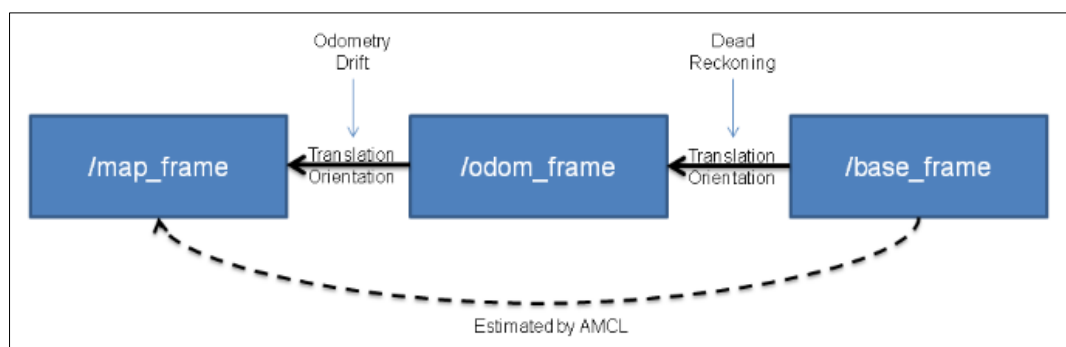 Odometry
Drift
Dead
Reckoning
/map_frame
Translation
Orientation
/odom_frame
Translation
Orientation
/base_frame
Estimated by AMCL